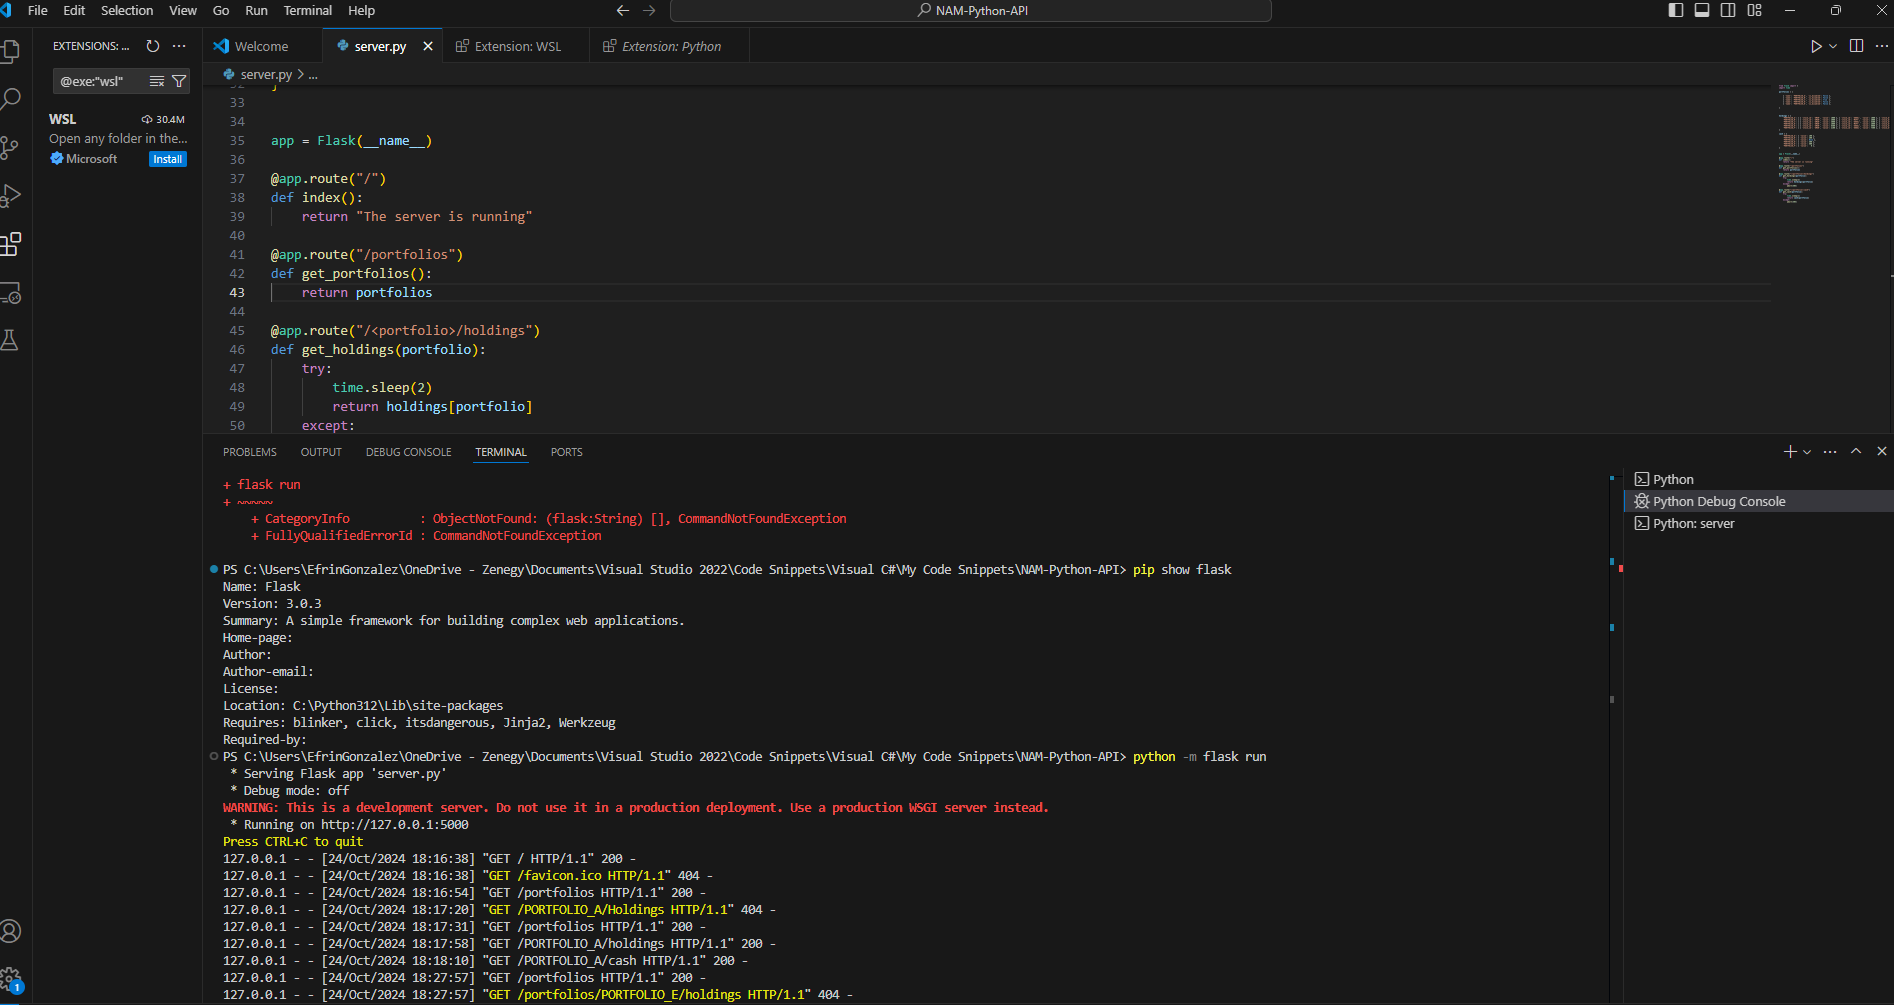 File Edit Selection View Go Run Terminal Help
NAM-Python-API
EXTENSIONS: ...
Welcome
server.py
Extension: WSL
Extension: Python
@exe:"wsl"
WSL
30.4M
Open any folder in the...
Microsoft
Install
server.py > ...
32 }
33
34
35 app = Flask(__name__)
36
37 @app.route("/")
38 def index():
39 return "The server is running"
40
41 @app.route("/portfolios")
42 def get_portfolios():
43 return portfolios
44
45 @app.route("/<portfolio>/holdings")
46 def get_holdings(portfolio):
47 try:
48 time.sleep(2)
49 return holdings[portfolio]
50 except:
PROBLEMS OUTPUT DEBUG CONSOLE TERMINAL PORTS
+ flask run
+ ~~~~~
+ CategoryInfo : ObjectNotFound: (flask:String) [], CommandNotFoundException
+ FullyQualifiedErrorId : CommandNotFoundException
PS C:\Users\EfrinGonzalez\OneDrive - Zenegy\Documents\Visual Studio 2022\Code Snippets\Visual C#\My Code Snippets\NAM-Python-API> pip show flask
Name: Flask
Version: 3.0.3
Summary: A simple framework for building complex web applications.
Home-page:
Author:
Author-email:
License:
Location: C:\Python312\Lib\site-packages
Requires: blinker, click, itsdangerous, Jinja2, Werkzeug
Required-by:
PS C:\Users\EfrinGonzalez\OneDrive - Zenegy\Documents\Visual Studio 2022\Code Snippets\Visual C#\My Code Snippets\NAM-Python-API> python -m flask run
* Serving Flask app 'server.py'
* Debug mode: off
WARNING: This is a development server. Do not use it in a production deployment. Use a production WSGI server instead.
* Running on http://127.0.0.1:5000
Press CTRL+C to quit
127.0.0.1 - - [24/Oct/2024 18:16:38] "GET / HTTP/1.1" 200 -
127.0.0.1 - - [24/Oct/2024 18:16:38] "GET /favicon.ico HTTP/1.1" 404 -
127.0.0.1 - - [24/Oct/2024 18:16:54] "GET /portfolios HTTP/1.1" 200 -
127.0.0.1 - - [24/Oct/2024 18:17:20] "GET /PORTFOLIO_A/Holdings HTTP/1.1" 404 -
127.0.0.1 - - [24/Oct/2024 18:17:31] "GET /portfolios HTTP/1.1" 200 -
127.0.0.1 - - [24/Oct/2024 18:17:58] "GET /PORTFOLIO_A/holdings HTTP/1.1" 200 -
127.0.0.1 - - [24/Oct/2024 18:18:10] "GET /PORTFOLIO_A/cash HTTP/1.1" 200 -
127.0.0.1 - - [24/Oct/2024 18:27:57] "GET /portfolios HTTP/1.1" 200 -
127.0.0.1 - - [24/Oct/2024 18:27:57] "GET /portfolios/PORTFOLIO_E/holdings HTTP/1.1" 404 -
Python
Python Debug Console
Python: server
1